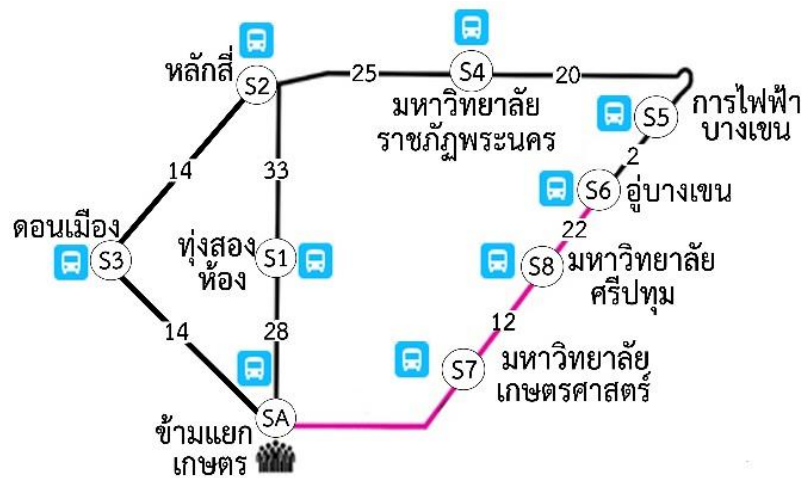 หลักสี่
S2
25
S4
20
มหาวิทยาลัย
ราชภัฏพระนคร
S5
การไฟฟ้า
บางเขน
2
S6
อู่บางเขน
14
33
ดอนเมือง
S3
ทุ่งสอง
ห้อง
S1
22
S8
มหาวิทยาลัย
ศรีปทุม
14
28
12
S7
มหาวิทยาลัย
เกษตรศาสตร์
SA
ข้ามแยก
เกษตร